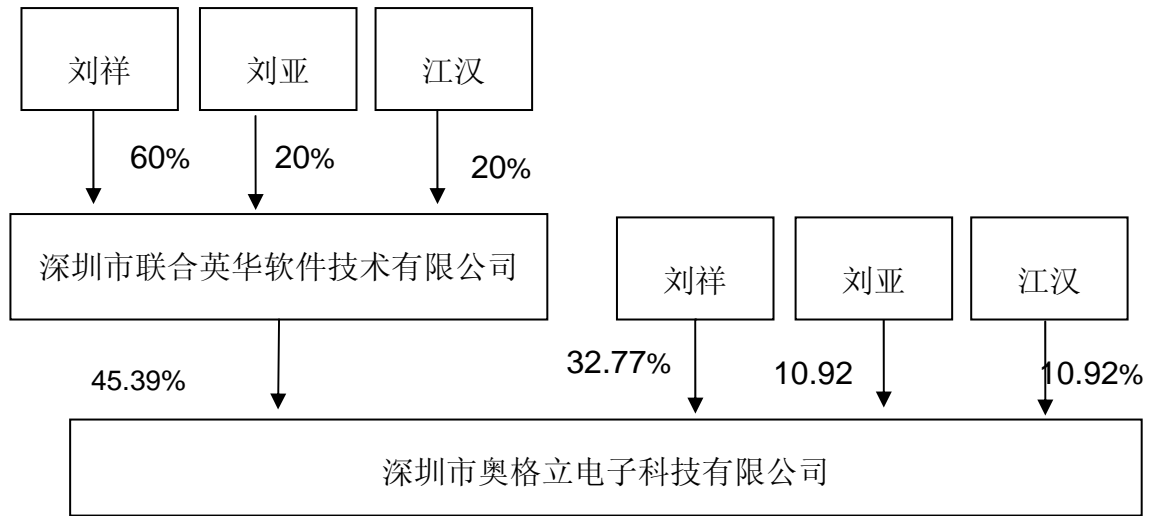 刘祥 刘亚 江汉
60% 20% 20%
深圳市联合英华软件技术有限公司
刘祥 刘亚 江汉
45.39% 32.77% 10.92 10.92%
深圳市奥格立电子科技有限公司